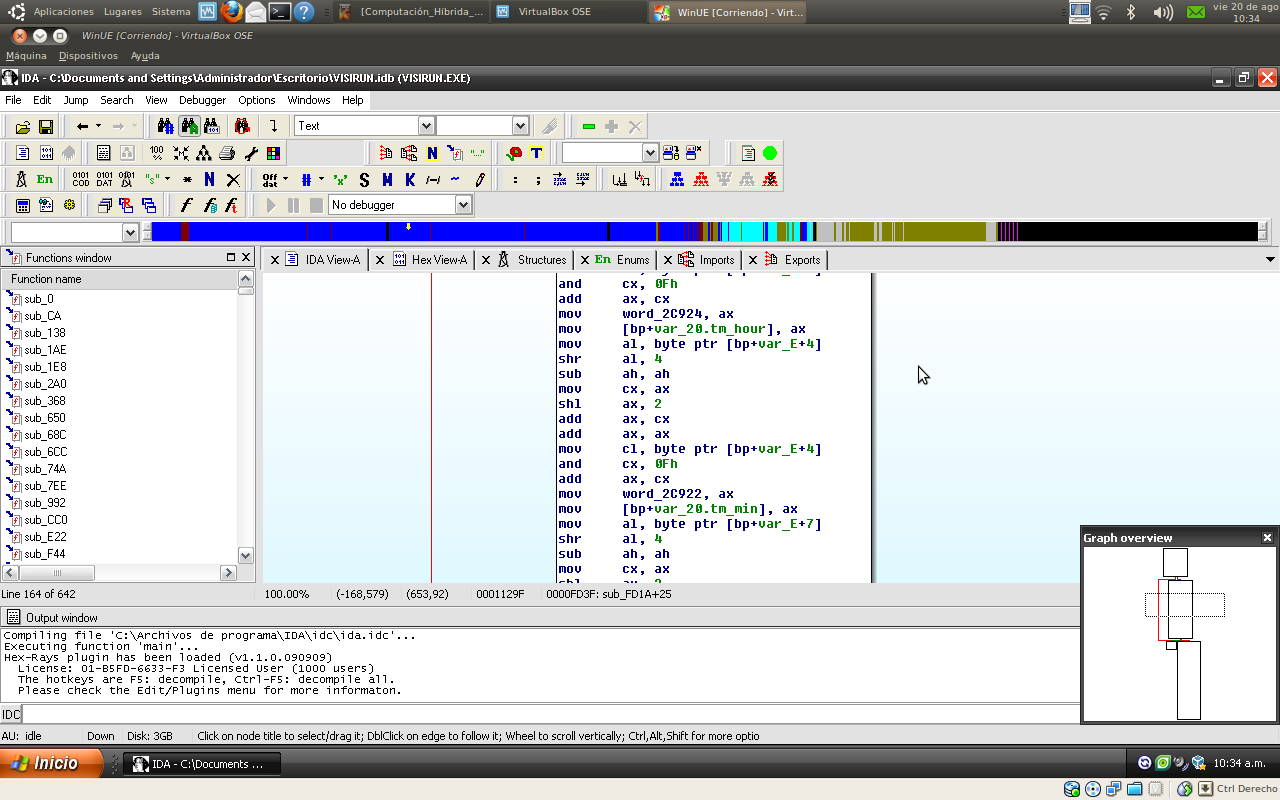 Aplicaciones Lugares Sistema [Computación_Híbrida_... VirtualBox OSE WinUE [Corriendo] - Virt... vie 20 de ago
10:34
WinUE [Corriendo] - VirtualBox OSE
Máquina Dispositivos Ayuda
IDA - C:\Documents and Settings\Administrador\Escritorio\VISIRUN.idb (VISIRUN.EXE)
File Edit Jump Search View Debugger Options Windows Help
Text
No debugger
Functions window
IDA View-A Hex View-A Structures En Enums Imports Exports
Function name
sub_0
sub_CA
sub_138
sub_1AE
sub_1E8
sub_2A0
sub_368
sub_650
sub_68C
sub_6CC
sub_74A
sub_7EE
sub_992
sub_CC0
sub_E22
sub_F44
Line 164 of 642
and cx, 0Fh
add ax, cx
mov word_2C924, ax
mov [bp+var_20.tm_hour], ax
mov al, byte ptr [bp+var_E+4]
shr al, 4
sub ah, ah
mov cx, ax
shl ax, 2
add ax, cx
add ax, ax
mov cl, byte ptr [bp+var_E+4]
and cx, 0Fh
add ax, cx
mov word_2C922, ax
mov [bp+var_20.tm_min], ax
mov al, byte ptr [bp+var_E+7]
shr al, 4
sub ah, ah
mov cx, ax
100.00% (-168,579) (653,92) 0001129F 0000FD3F: sub_FD1A+25
Graph overview
Output window
Compiling file 'C:\Archivos de programa\IDA\idc\ida.idc'...
Executing function 'main'...
Hex-Rays plugin has been loaded (v1.1.0.090909)
License: 01-B5FD-6633-F3 Licensed User (1000 users)
The hotkeys are F5: decompile, Ctrl-F5: decompile all.
Please check the Edit/Plugins menu for more informaton.
IDC
AU: idle Down Disk: 3GB Click on node title to select/drag it; DblClick on edge to follow it; Wheel to scroll vertically; Ctrl,Alt,Shift for more optio
Inicio IDA - C:\Documents ... 10:34 a.m.
Ctrl Derecho